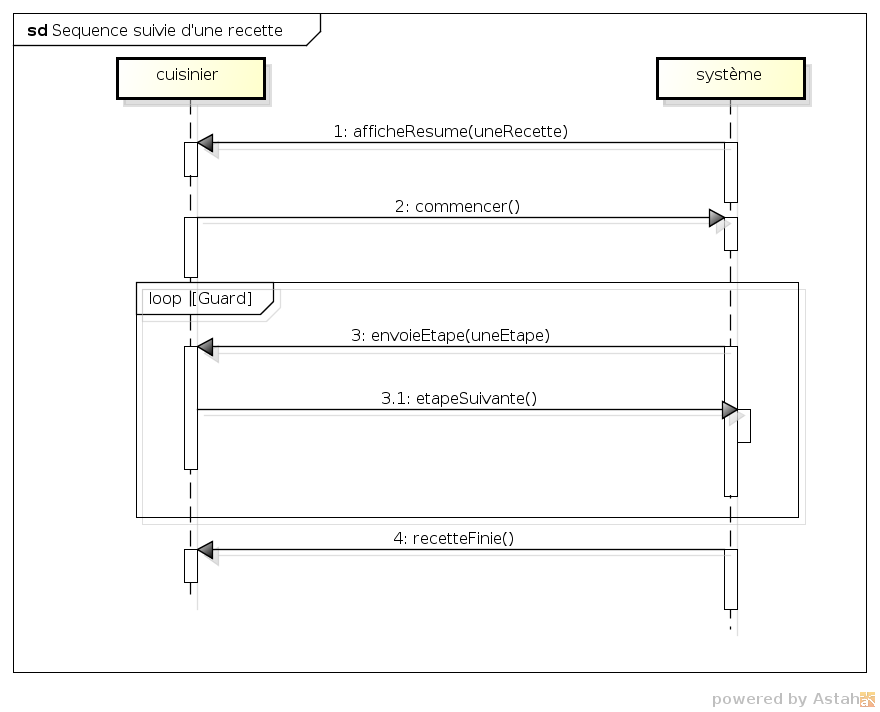 sd Sequence suivie d'une recette
cuisinier
système
1: afficheResume(uneRecette)
2: commencer()
loop [Guard]
3: envoieEtape(uneEtape)
3.1: etapeSuivante()
4: recetteFinie()
powered by Astah